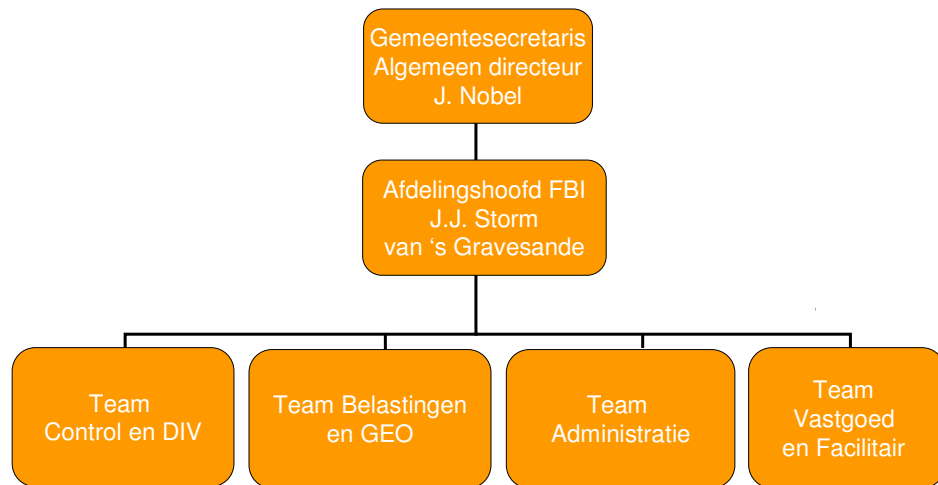 Gemeentesecretaris
Algemeen directeur
J. Nobel
Afdelingshoofd FBI
J.J. Storm
van ‘s Gravesande
Team
Control en DIV
Team Belastingen
en GEO
Team
Administratie
Team
Vastgoed
en Facilitair